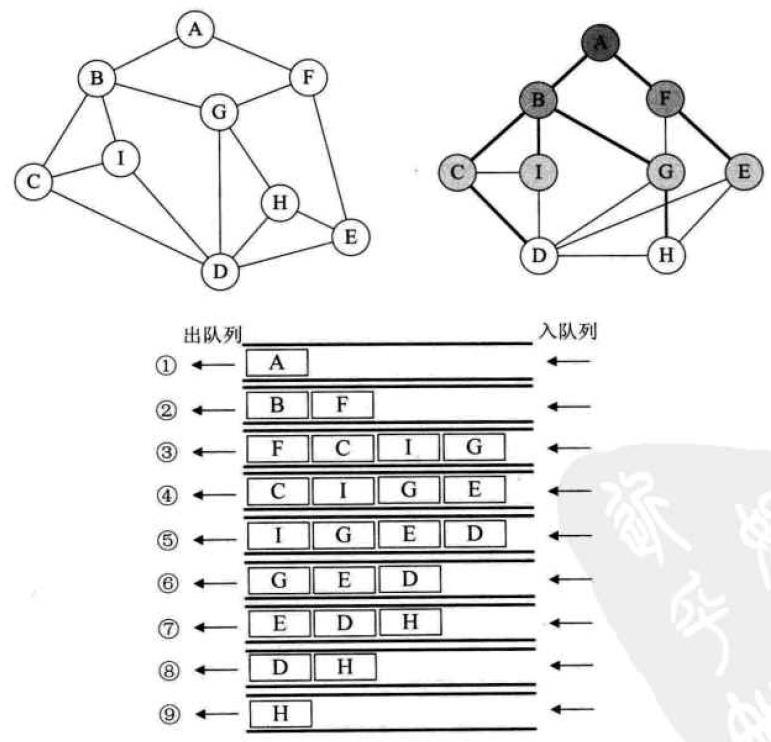 A
B F
G
I
C
H
E
D
A
B F
C I G E
D H
出队列 入队列
① A
② B F
③ F C I G
④ C I G E
⑤ I G E D
⑥ G E D
⑦ E D H
⑧ D H
⑨ H